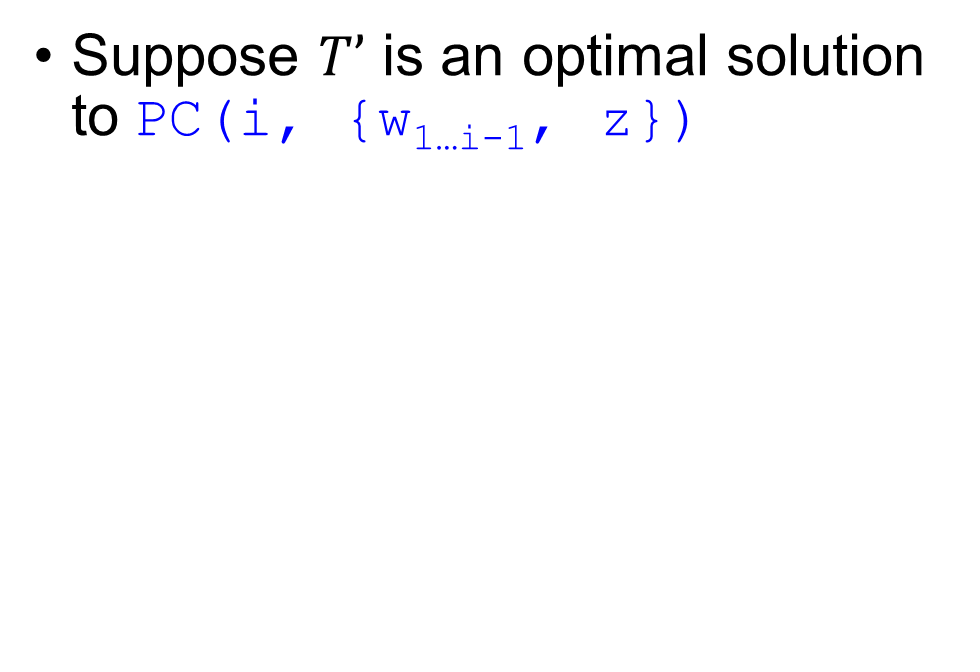 • Suppose T’ is an optimal solution
to PC(i, {w1…i-1, z})